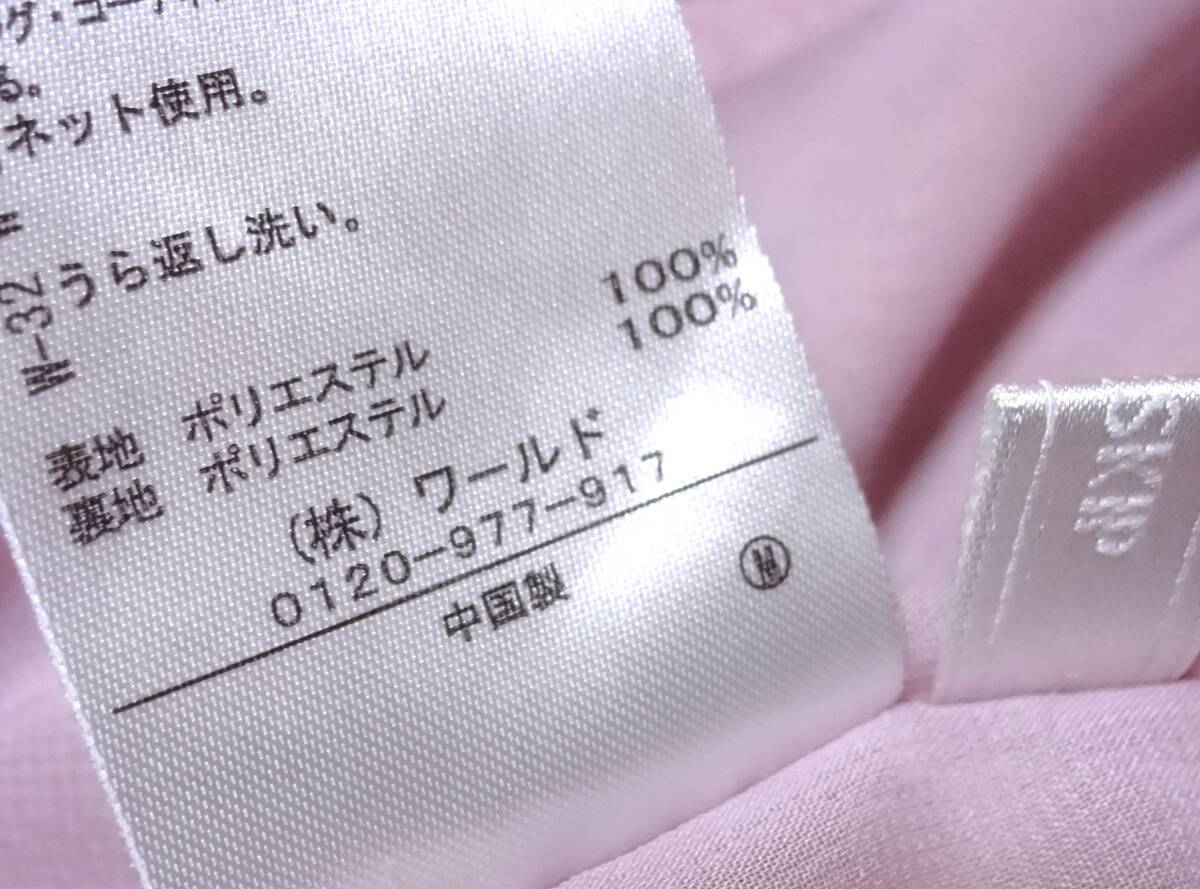 る。
ネット使用。
W-32 うら返し洗い。
表地 ポリエステル 100%
裏地 ポリエステル 100%
(株) ワールド
0120-977-917
中国製